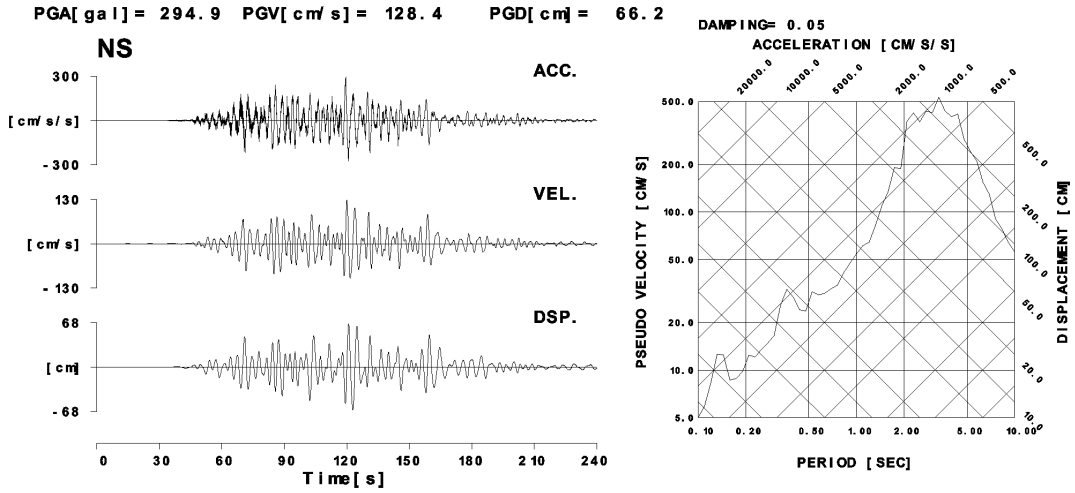 PGA[gal]= 294.9 PGV[cm/s]= 128.4 PGD[cm]= 66.2
NS
ACC.
300
[cm/s/s]
-300
VEL.
130
[cm/s]
-130
DSP.
68
[cm]
-68
0 30 60 90 120 150 180 210 240
Time[s]
DAMPING= 0.05
ACCELERATION [CM/S/S]
20000.0 10000.0 5000.0 2000.0 1000.0 500.0
PSEUDO VELOCITY [CM/S]
500.0
200.0
100.0
50.0
20.0
10.0
5.0
500.0
200.0
100.0
50.0
20.0
10.0
DISPLACEMENT [CM]
0.10 0.20 0.50 1.00 2.00 5.00 10.00
PERIOD [SEC]